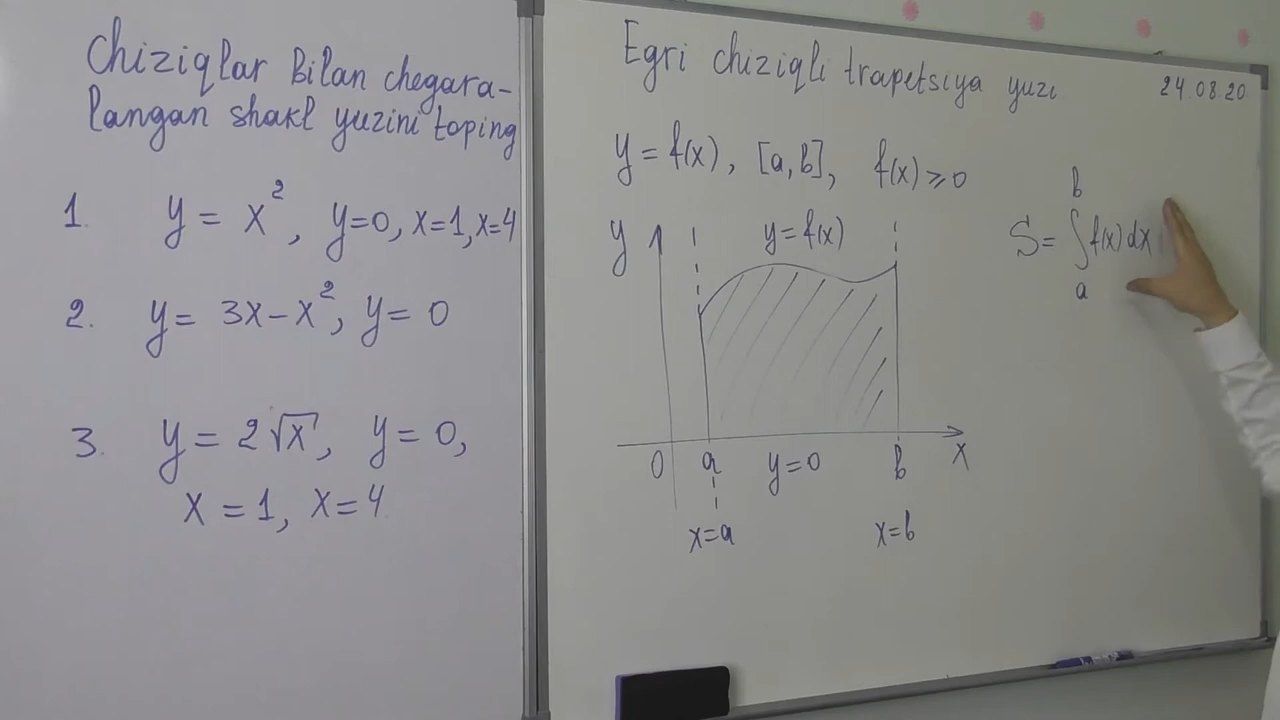 Chiziqlar Bilan chegara-
langan shakl yuzini toping
1. y = x², y=0, x=1, x=4
2. y = 3x-x², y = 0
3. y = 2√x, y = 0,
x = 1, x = 4
Egri chiziqli trapetsiya yuzi
24.08.20
y = f(x), [a, b], f(x) ⩾ 0
y
y = f(x)
0 a y=0 b x
x=a x=b
S = ∫ₐᵇ f(x) dx